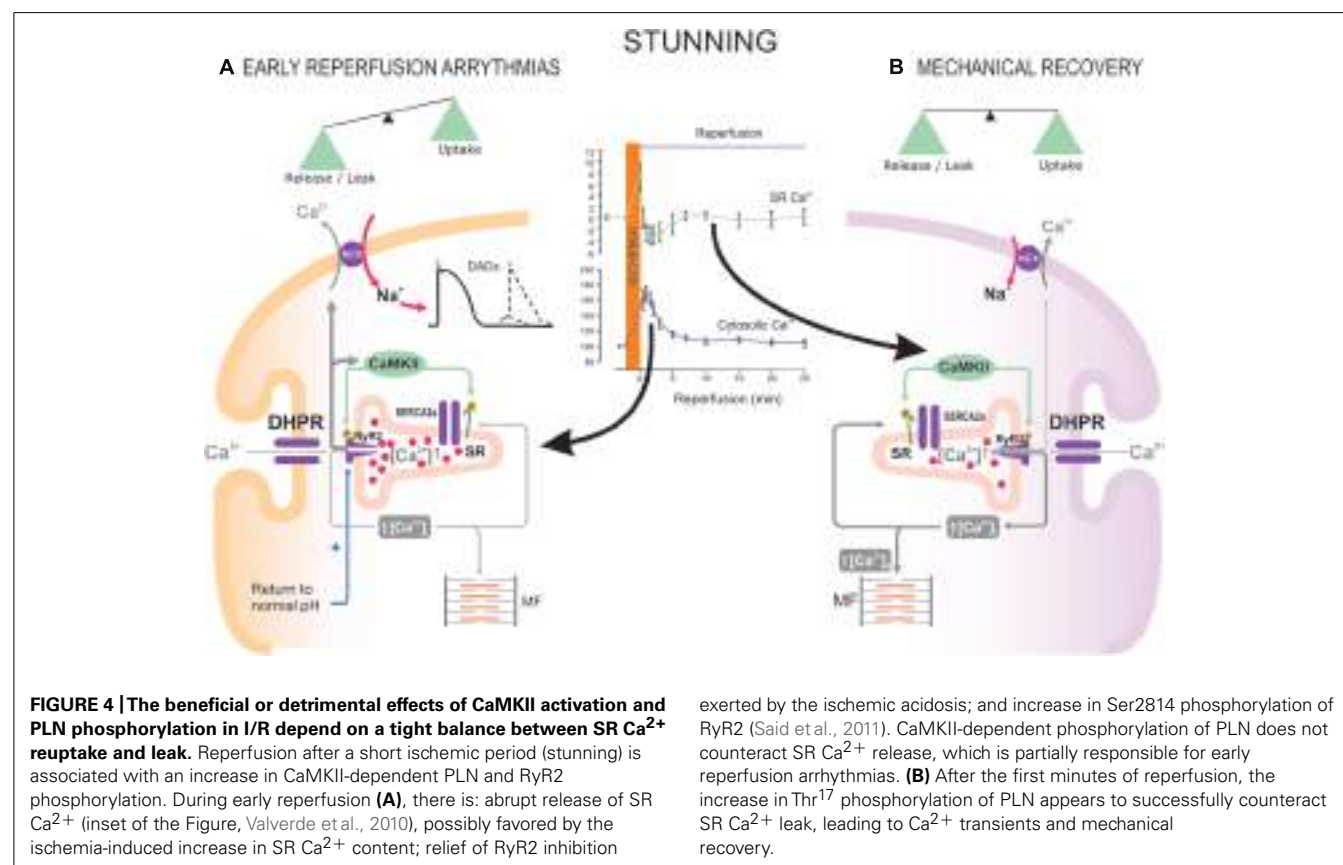 STUNNING
A EARLY REPERFUSION ARRYTHMIAS
B MECHANICAL RECOVERY
Release / Leak
Uptake
Reperfusion
SR Ca²⁺
Cytosolic Ca²⁺
Reperfusion (min)
Release / Leak
Uptake
Ca²⁺
Na⁺
DADs
CaMKII
SERCA2a
RyR2
DHPR
Ca²⁺
[Ca²⁺]
SR
+
Return to
normal pH
MF
Ca²⁺
Na⁺
CaMKII
SERCA2a
DHPR
SR
[Ca²⁺]
Ca²⁺
MF
FIGURE 4 | The beneficial or detrimental effects of CaMKII activation and
PLN phosphorylation in I/R depend on a tight balance between SR Ca²⁺
reuptake and leak. Reperfusion after a short ischemic period (stunning) is
associated with an increase in CaMKII-dependent PLN and RyR2
phosphorylation. During early reperfusion (A), there is: abrupt release of SR
Ca²⁺ (inset of the Figure, Valverde et al., 2010), possibly favored by the
ischemia-induced increase in SR Ca²⁺ content; relief of RyR2 inhibition
exerted by the ischemic acidosis; and increase in Ser2814 phosphorylation of
RyR2 (Said et al., 2011). CaMKII-dependent phosphorylation of PLN does not
counteract SR Ca²⁺ release, which is partially responsible for early
reperfusion arrhythmias. (B) After the first minutes of reperfusion, the
increase in Thr¹⁷ phosphorylation of PLN appears to successfully counteract
SR Ca²⁺ leak, leading to Ca²⁺ transients and mechanical
recovery.